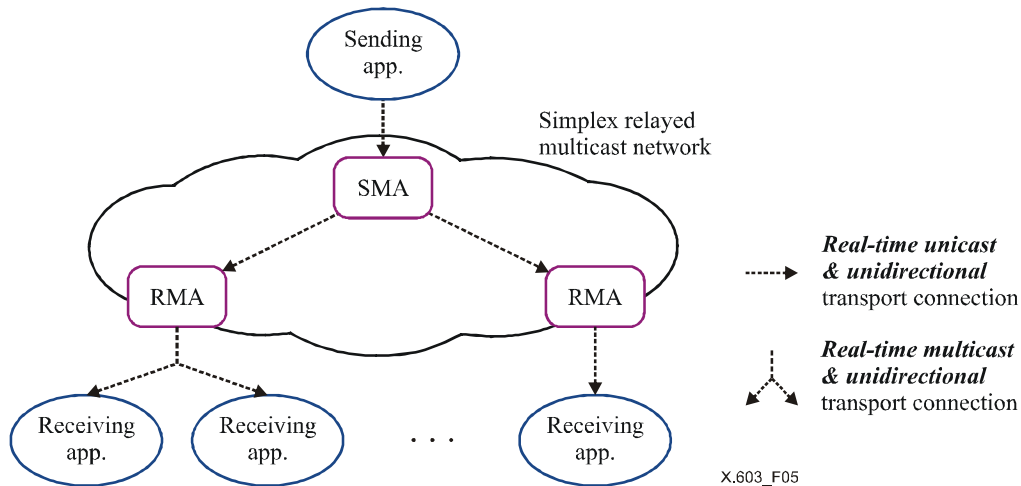 Sending
app.
Simplex relayed
multicast network
SMA
RMA
RMA
Real-time unicast
& unidirectional
transport connection
Real-time multicast
& unidirectional
transport connection
Receiving
app.
Receiving
app.
. . .
Receiving
app.
X.603_F05